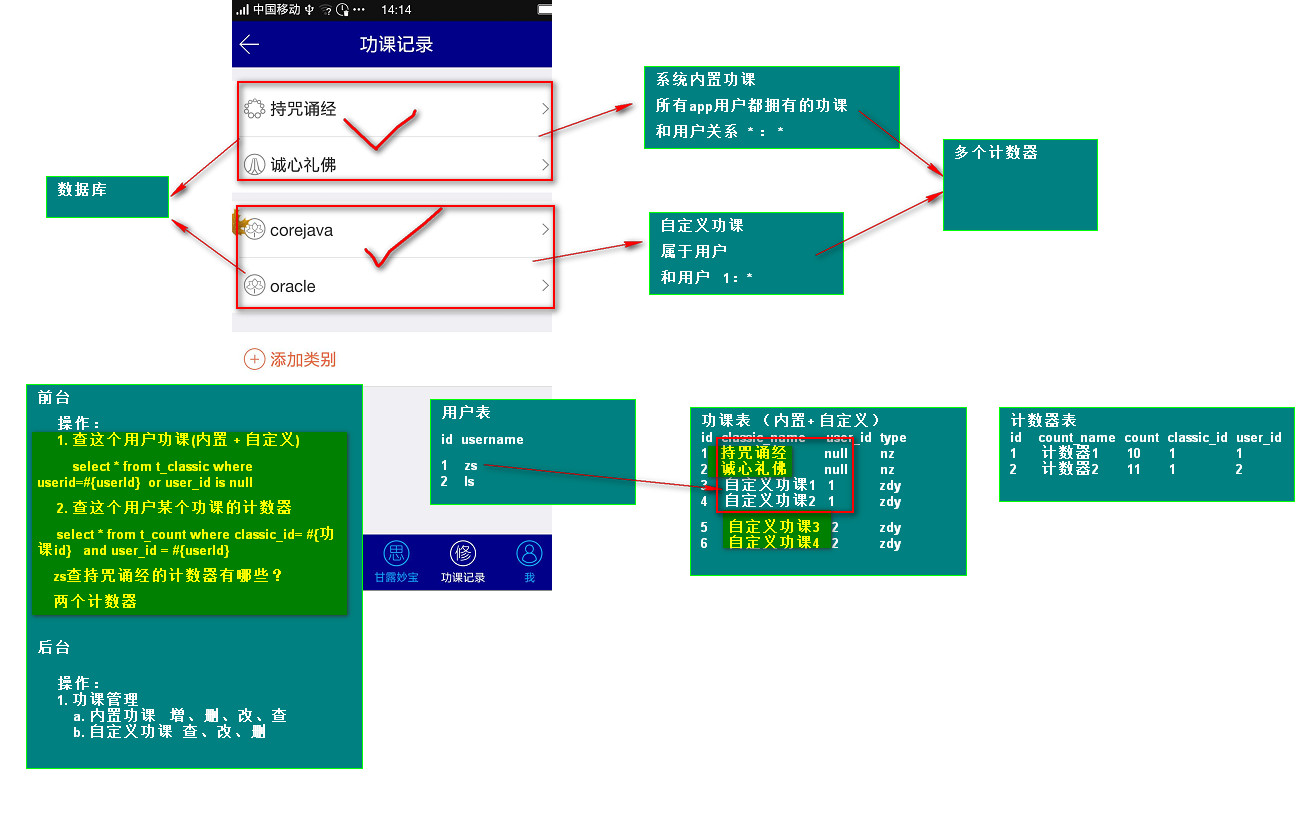 中国移动 14:14
功课记录
持咒诵经
诚心礼佛
corejava
oracle
添加类别
数据库
系统内置功课
所有app用户都拥有的功课
和用户关系 * : *
自定义功课
属于用户
和用户 1: *
多个计数器
前台
操作:
1. 查这个用户功课(内置 + 自定义)
select * from t_classic where
userid=#{userId} or user_id is null
2. 查这个用户某个功课的计数器
select * from t_count where classic_id= #{功
课id} and user_id = #{userId}
zs查持咒诵经的计数器有哪些?
两个计数器
后台
操作:
1. 功课管理
a. 内置功课 增、删、改、查
b. 自定义功课 查、改、删
用户表
id username
1 zs
2 ls
思 修
甘露妙宝 功课记录 我
功课表 (内置+ 自定义)
id classic_name user_id type
1 持咒诵经 null nz
2 诚心礼佛 null nz
3 自定义功课1 1 zdy
4 自定义功课2 1 zdy
5 自定义功课3 2 zdy
6 自定义功课4 2 zdy
计数器表
id count_name count classic_id user_id
1 计数器1 10 1 1
2 计数器2 11 1 2